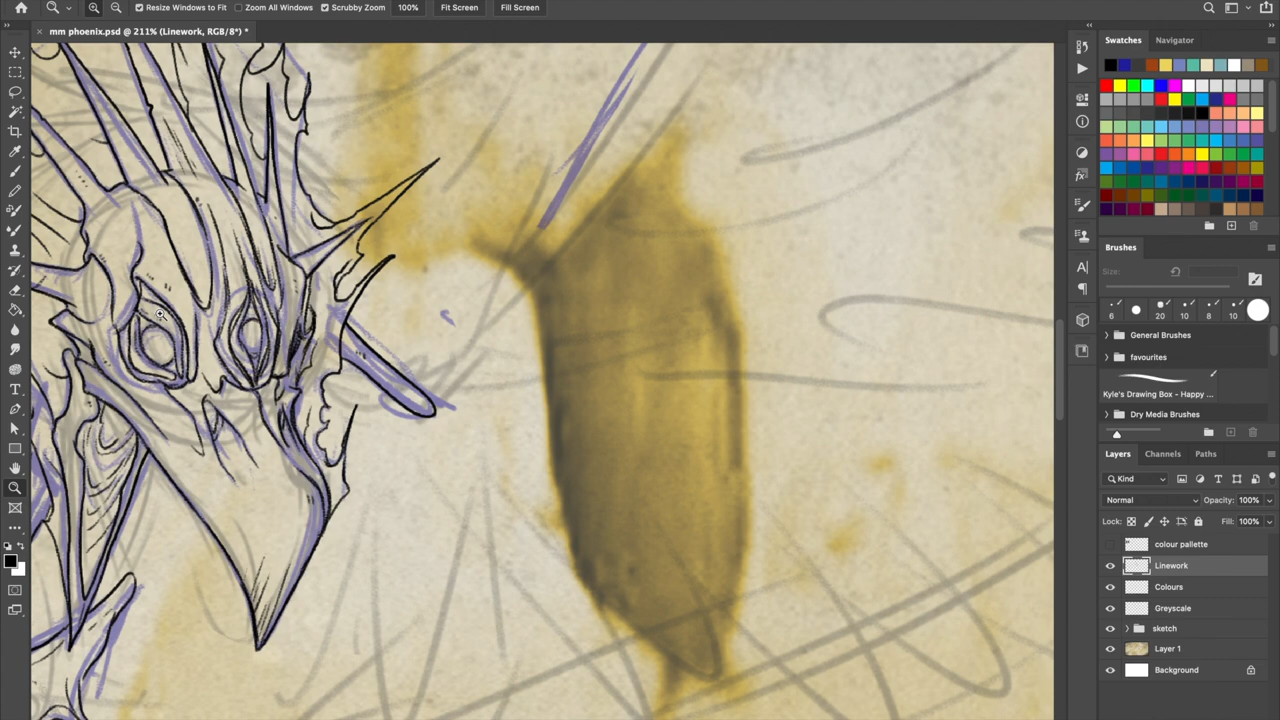 Resize Windows to Fit Zoom All Windows Scrubby Zoom 100% Fit Screen Fill Screen
× mm phoenix.psd @ 211% (Linework, RGB/8*) *
Swatches Navigator
Brushes
Size:
6 20 10 8 10
General Brushes
favourites
Kyle's Drawing Box - Happy ...
Dry Media Brushes
Layers Channels Paths
Kind
Normal Opacity: 100%
Lock: Fill: 100%
colour pallette
Linework
Colours
Greyscale
sketch
Layer 1
Background